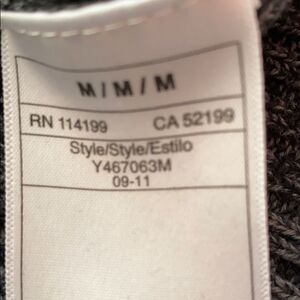 M / M / M
RN 114199 CA 52199
Style/Style/Estilo
Y467063M
09-11